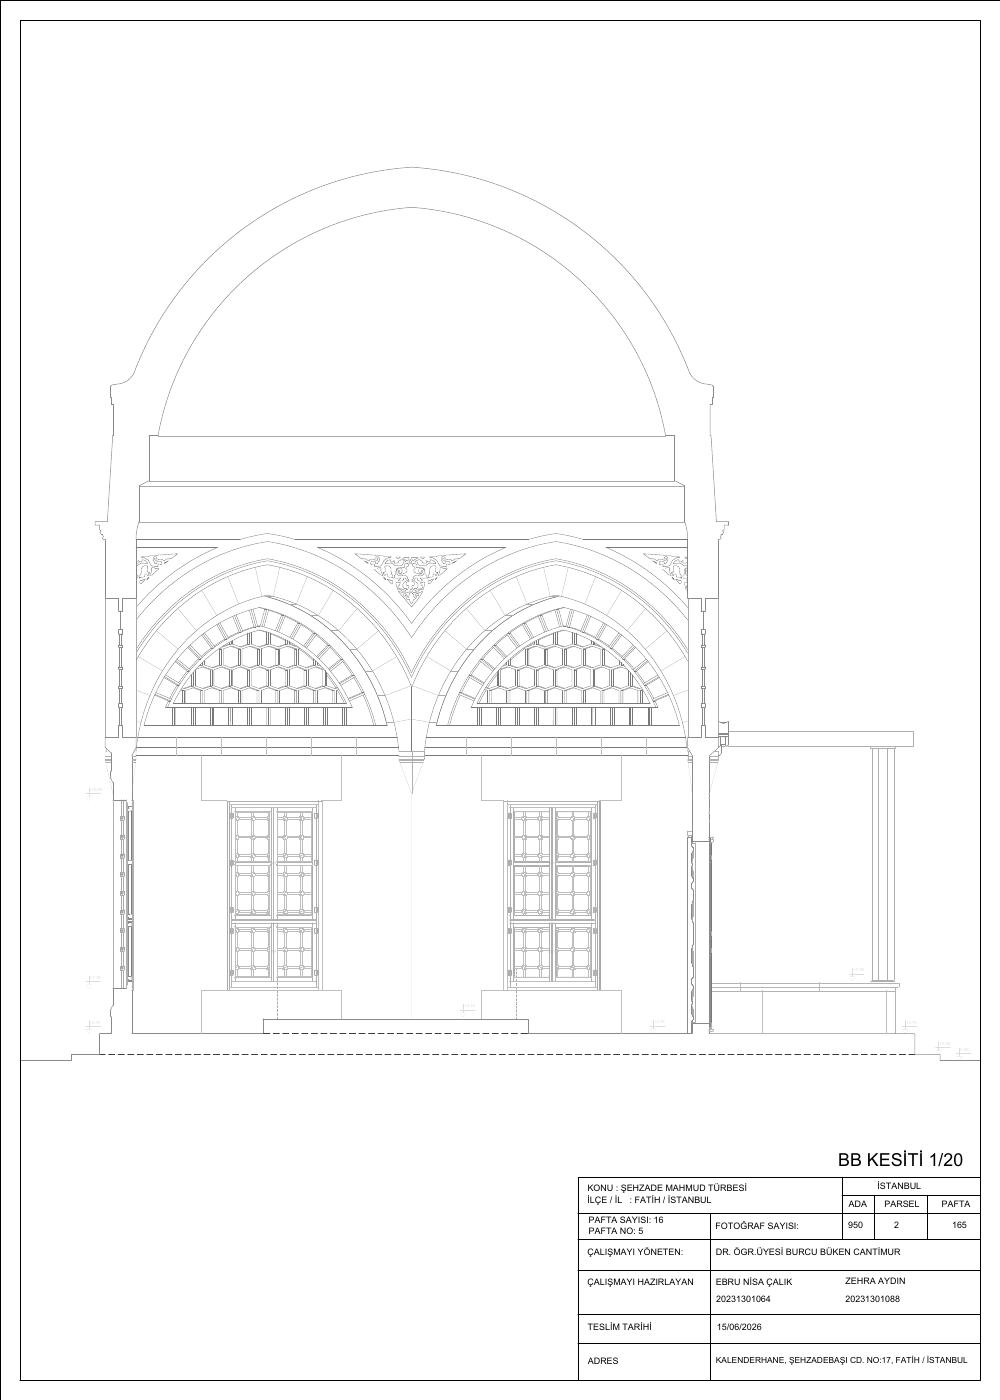 BB KESİTİ 1/20
KONU : ŞEHZADE MAHMUD TÜRBESİ
İLÇE / İL : FATİH / İSTANBUL
İSTANBUL
ADA PARSEL PAFTA
PAFTA SAYISI: 16
PAFTA NO: 5
FOTOĞRAF SAYISI:
950 2 165
ÇALIŞMAYI YÖNETEN: DR. ÖGR.ÜYESİ BURCU BÜKEN CANTİMUR
ÇALIŞMAYI HAZIRLAYAN EBRU NİSA ÇALIK ZEHRA AYDIN
20231301064 20231301088
TESLİM TARİHİ 15/06/2026
ADRES KALENDERHANE, ŞEHZADEBAŞI CD. NO:17, FATİH / İSTANBUL